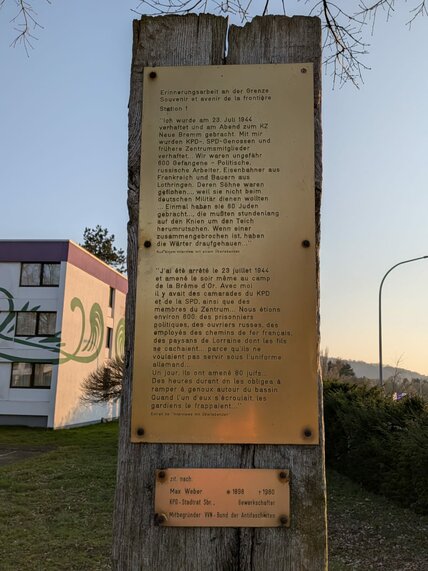 Erinnerungsarbeit an der Grenze
Souvenir et avenir de la frontière
Station 1
"Ich wurde am 23. Juli 1944
verhaftet und am Abend zum KZ
Neue Bremm gebracht. Mit mir
wurden KPD-, SPD-Genossen und
frühere Zentrumsmitglieder
verhaftet... Wir waren ungefähr
600 Gefangene - Politische,
russische Arbeiter, Eisenbahner aus
Frankreich und Bauern aus
Lothringen. Deren Söhne waren
geflohen..., weil sie nicht beim
deutschen Militär dienen wollten
... Einmal haben sie 80 Juden
gebracht..., die mußten stundenlang
auf den Knien um den Teich
herumrutschen. Wenn einer
zusammengebrochen ist, haben
die Wärter draufgehauen..."
"J'ai été arrêté le 23 juillet 1944
et amené le soir même au camp
de la Brême d'Or. Avec moi
il y avait des camarades du KPD
et de la SPD, ainsi que des
membres du Zentrum... Nous étions
environ 600: des prisonniers
politiques, des ouvriers russes, des
employés des chemins de fer français,
des paysans de Lorraine dont les fils
se cachaient... parce qu'ils ne
voulaient pas servir sous l'uniforme
allemand...
Un jour, ils ont amené 80 juifs...
Des heures durant on les obligea à
ramper à genoux autour du bassin.
Quand l'un d'eux s'écroulait, les
gardiens le frappaient..."
zit. nach:
Max Weber * 1898 † 1980
KPD-Stadtrat Sbr., Gewerkschafter
Mitbegründer VVN-Bund der Antifaschisten